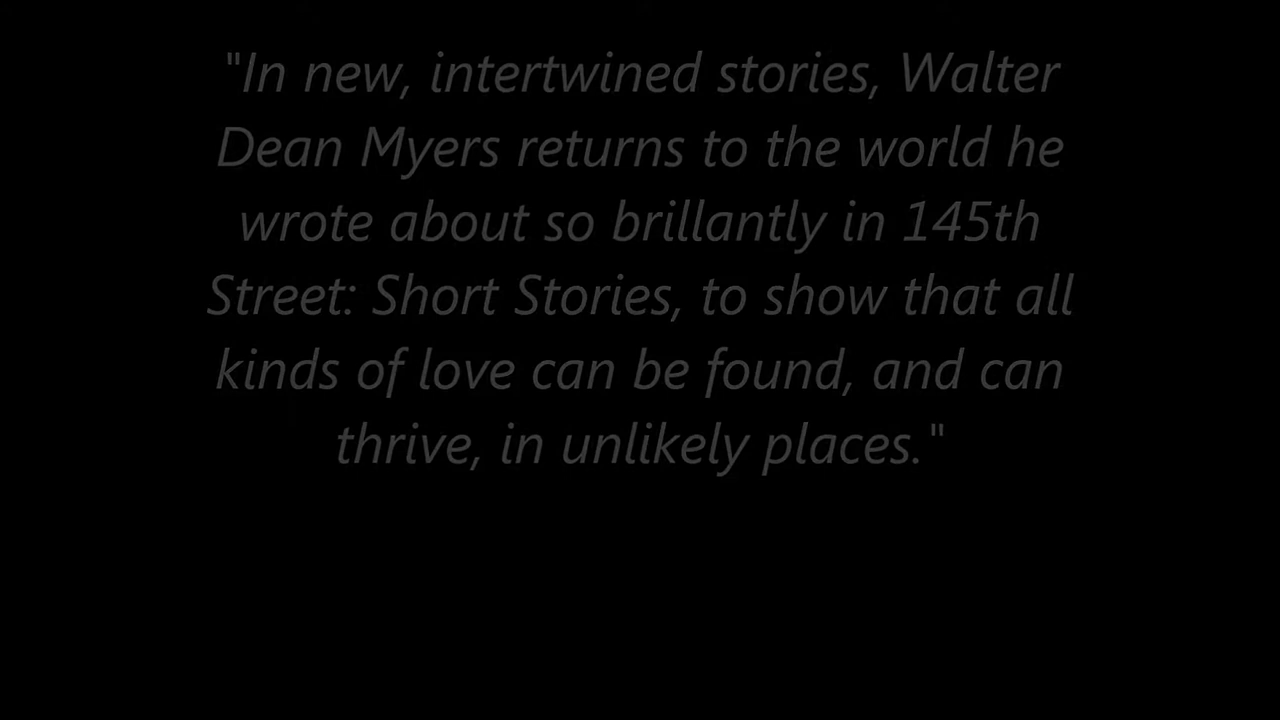 "In new, intertwined stories, Walter
Dean Myers returns to the world he
wrote about so brillantly in 145th
Street: Short Stories, to show that all
kinds of love can be found, and can
thrive, in unlikely places."